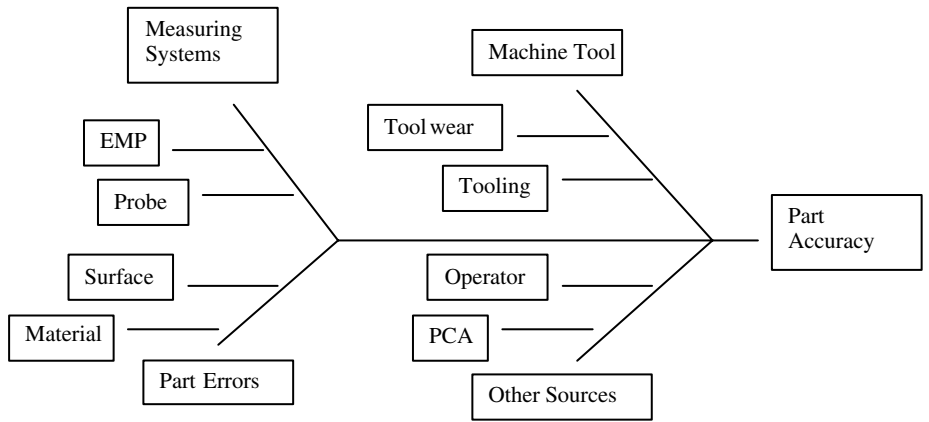 Measuring
Systems
Machine Tool
Tool wear
EMP
Tooling
Probe
Part
Accuracy
Surface
Operator
Material
PCA
Part Errors
Other Sources